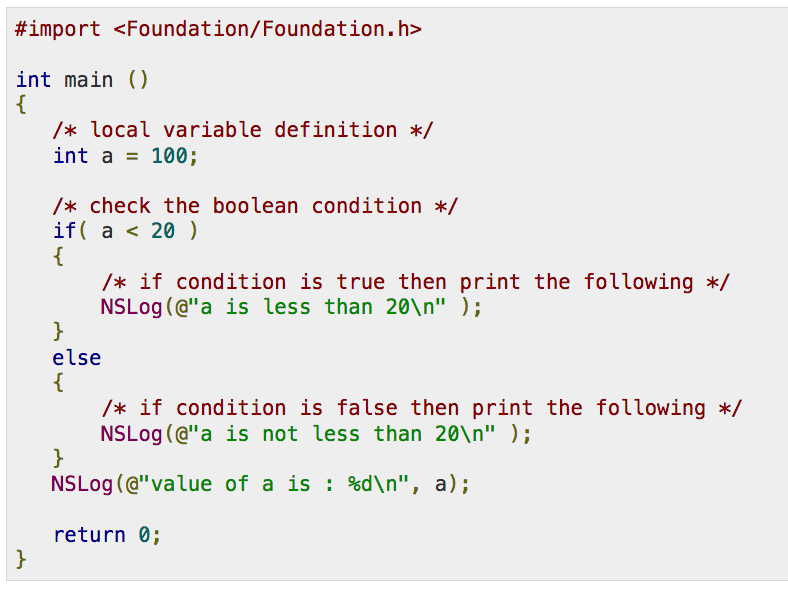 #import <Foundation/Foundation.h>

int main ()
{
   /* local variable definition */
   int a = 100;

   /* check the boolean condition */
   if( a < 20 )
   {
       /* if condition is true then print the following */
       NSLog(@"a is less than 20\n" );
   }
   else
   {
       /* if condition is false then print the following */
       NSLog(@"a is not less than 20\n" );
   }
   NSLog(@"value of a is : %d\n", a);

   return 0;
}